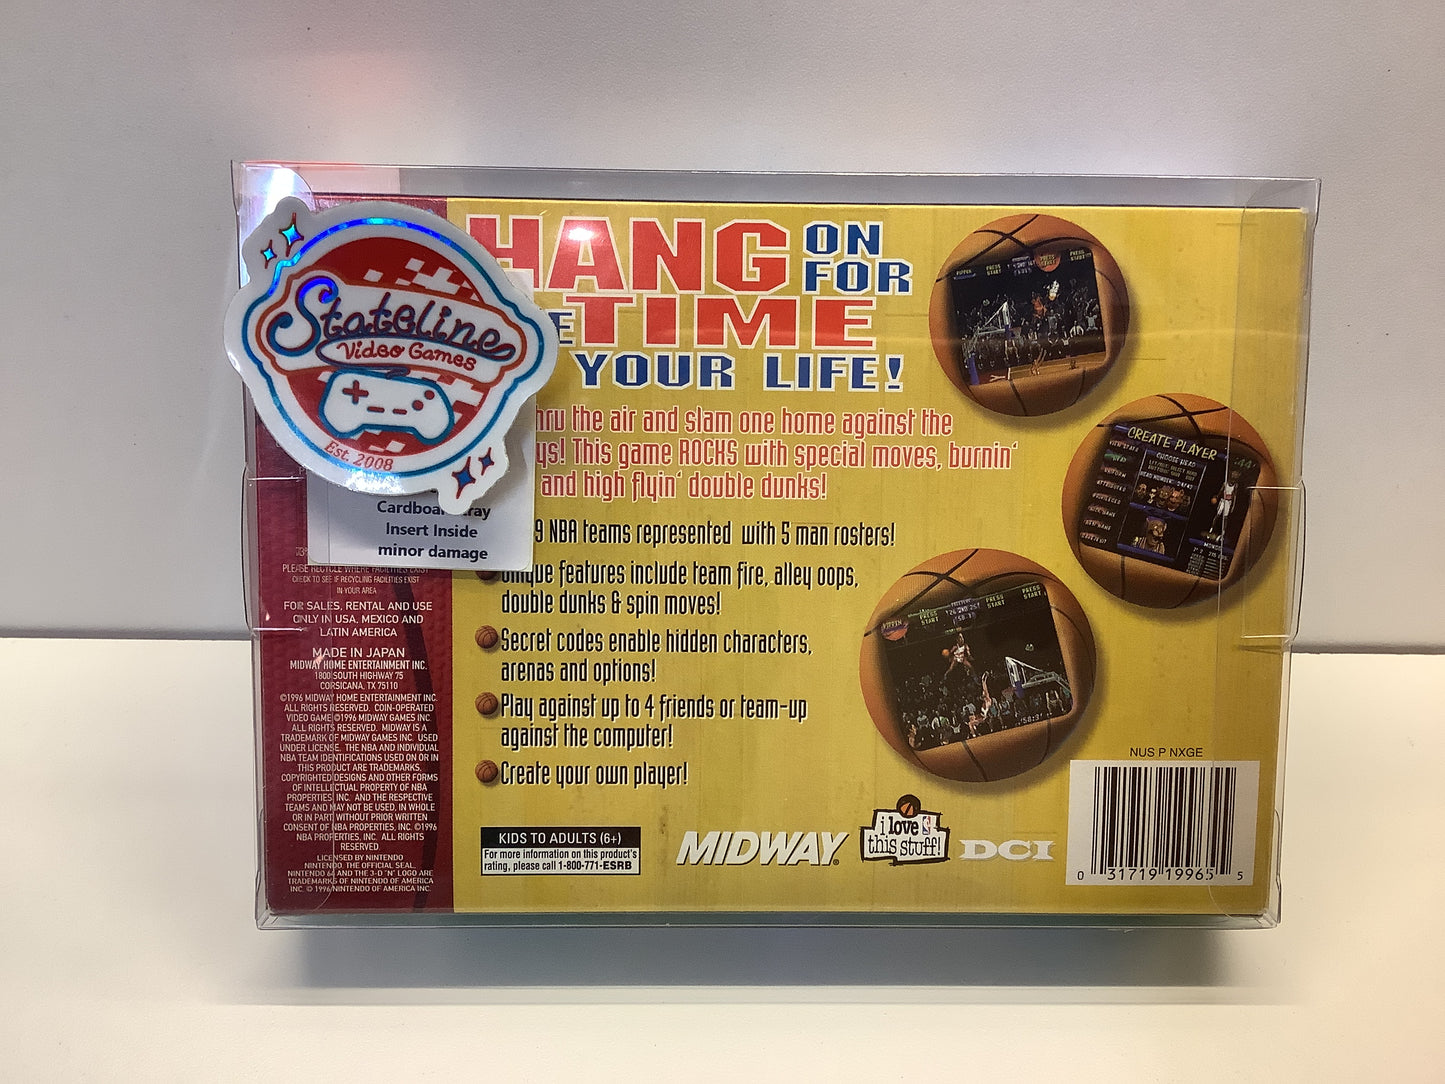 Stateline
Video Games
Est. 2008
Insert Inside
minor damage
HANG ON
FOR
TIME
YOUR LIFE!
thru the air and slam one home against the
This game ROCKS with special moves, burnin'
and high flyin' double dunks!
9 NBA teams represented with 5 man rosters!
Unique features include team fire, alley oops,
double dunks & spin moves!
Secret codes enable hidden characters,
arenas and options!
Play against up to 4 friends or team-up
against the computer!
Create your own player!
PLEASE RECYCLE WHERE FACILITIES EXIST
CHECK TO SEE IF RECYCLING FACILITIES EXIST
IN YOUR AREA
FOR SALES, RENTAL AND USE
ONLY IN USA, MEXICO AND
LATIN AMERICA
MADE IN JAPAN
MIDWAY HOME ENTERTAINMENT INC.
1800 SOUTH HIGHWAY 75
CORSICANA, TX 75110
©1996 MIDWAY HOME ENTERTAINMENT INC.
ALL RIGHTS RESERVED. COIN-OPERATED
VIDEO GAME ©1996 MIDWAY GAMES INC.
ALL RIGHTS RESERVED. MIDWAY IS A
TRADEMARK OF MIDWAY GAMES INC. USED
UNDER LICENSE. THE NBA AND INDIVIDUAL
NBA TEAM IDENTIFICATIONS USED ON OR IN
THIS PRODUCT ARE TRADEMARKS,
COPYRIGHTED DESIGNS AND OTHER FORMS
OF INTELLECTUAL PROPERTY OF NBA
PROPERTIES, INC. AND THE RESPECTIVE
TEAMS AND MAY NOT BE USED, IN WHOLE
OR IN PART, WITHOUT PRIOR WRITTEN
CONSENT OF NBA PROPERTIES, INC. ©1996
NBA PROPERTIES, INC. ALL RIGHTS
RESERVED.
LICENSED BY NINTENDO
NINTENDO, THE OFFICIAL SEAL,
NINTENDO 64 AND THE 3-D "N" LOGO ARE
TRADEMARKS OF NINTENDO OF AMERICA
INC. © 1996 NINTENDO OF AMERICA INC.
KIDS TO ADULTS (6+)
For more information on this product's
rating, please call 1-800-771-ESRB
MIDWAY
i love
this stuff!
DCI
CREATE PLAYER
CHOOSE HEAD
PRESS START
NUS P NXGE
0 31719 19965 5